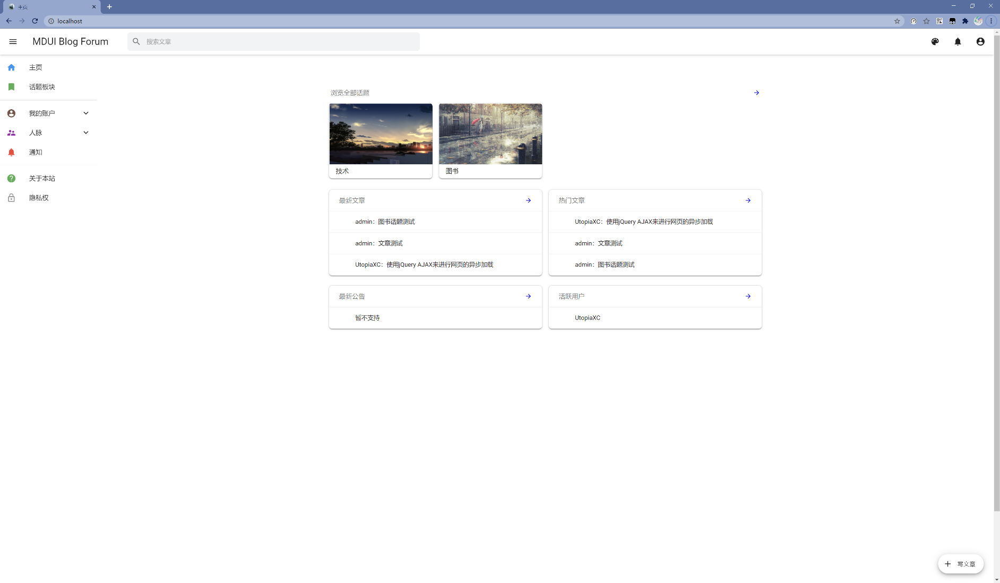 主页
localhost
MDUI Blog Forum
搜索文章
主页
话题板块
我的账户
人脉
通知
关于本站
隐私权
浏览全部话题
技术
图书
最新文章
admin：图书话题测试
admin：文章测试
UtopiaXC：使用jQuery AJAX来进行网页的异步加载
热门文章
UtopiaXC：使用jQuery AJAX来进行网页的异步加载
admin：文章测试
admin：图书话题测试
最新公告
暂不支持
活跃用户
UtopiaXC
写文章